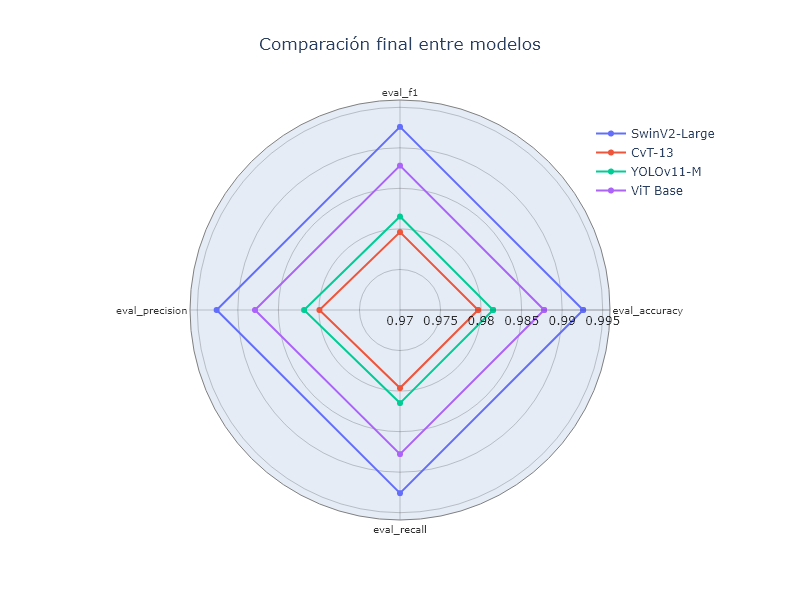 Comparación final entre modelos
eval_f1
SwinV2-Large
CvT-13
YOLOv11-M
ViT Base
eval_precision
eval_accuracy
0.97 0.975 0.98 0.985 0.99 0.995
eval_recall